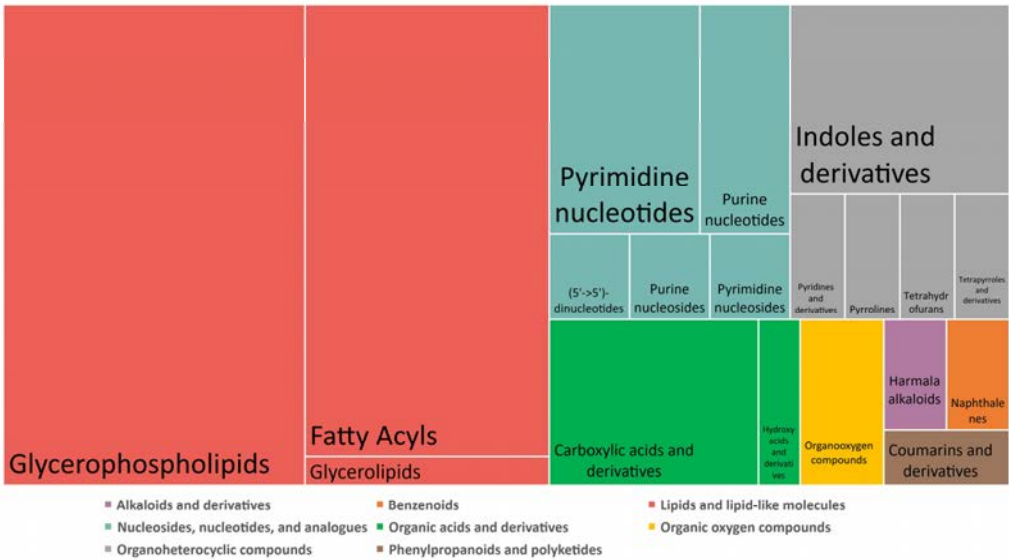 Glycerophospholipids
Fatty Acyls
Glycerolipids
Pyrimidine
nucleotides
Purine
nucleotides
(5'->5')-
dinucleotides
Purine
nucleosides
Pyrimidine
nucleosides
Indoles and
derivatives
Pyridines
and
derivatives
Pyrrolines
Tetrahydr
ofurans
Tetrapyrroles
and
derivatives
Carboxylic acids and
derivatives
Hydroxy
acids
and
derivati
ves
Organooxygen
compounds
Harmala
alkaloids
Naphthale
nes
Coumarins and
derivatives
Alkaloids and derivatives
Benzenoids
Lipids and lipid-like molecules
Nucleosides, nucleotides, and analogues
Organic acids and derivatives
Organic oxygen compounds
Organoheterocyclic compounds
Phenylpropanoids and polyketides